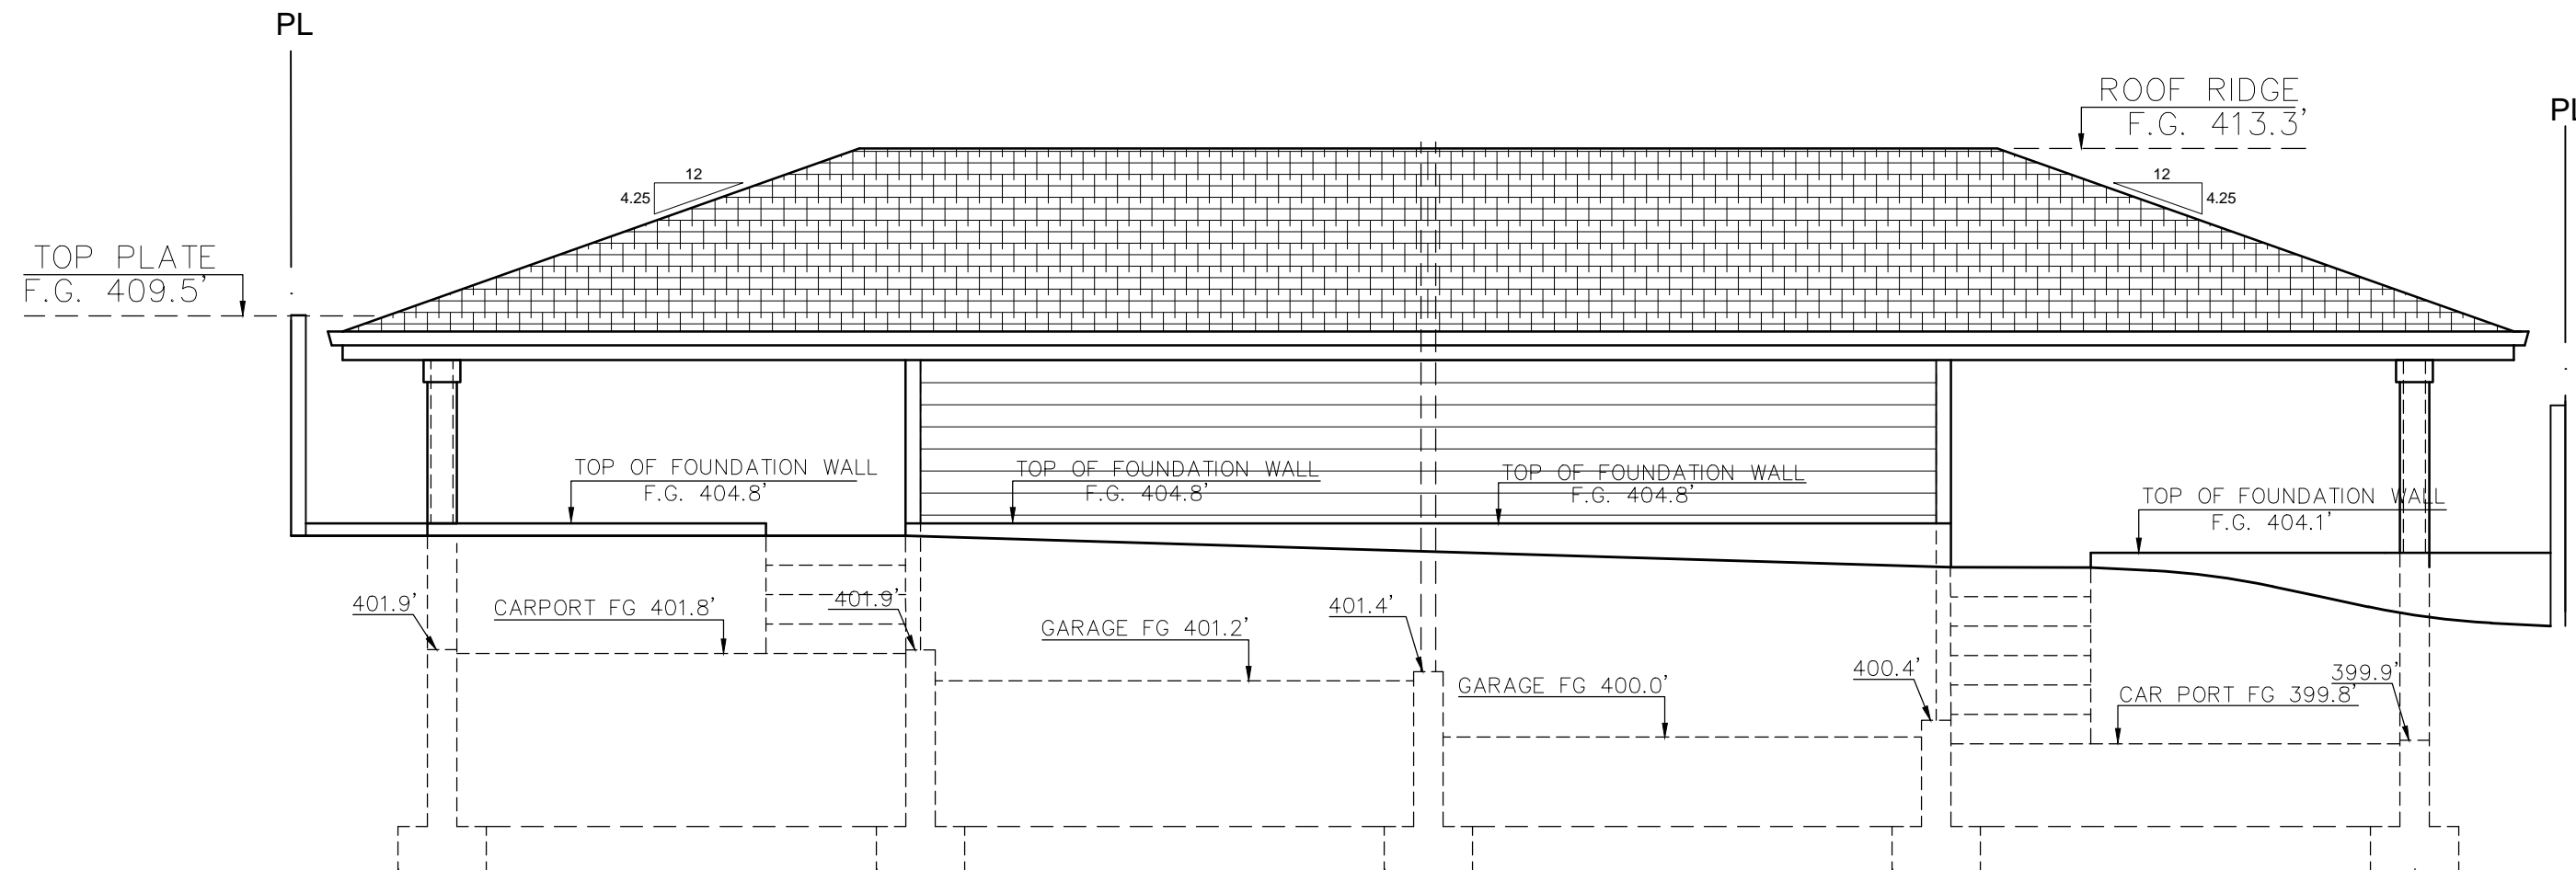 PL
ROOF RIDGE
F.G. 413.3'
PL
12
4.25
12
4.25
TOP PLATE
F.G. 409.5'
TOP OF FOUNDATION WALL
F.G. 404.8'
TOP OF FOUNDATION WALL
F.G. 404.8'
TOP OF FOUNDATION WALL
F.G. 404.8'
TOP OF FOUNDATION WALL
F.G. 404.1'
401.9'
CARPORT FG 401.8'
401.9'
GARAGE FG 401.2'
401.4'
GARAGE FG 400.0'
400.4'
CAR PORT FG 399.8'
399.9'